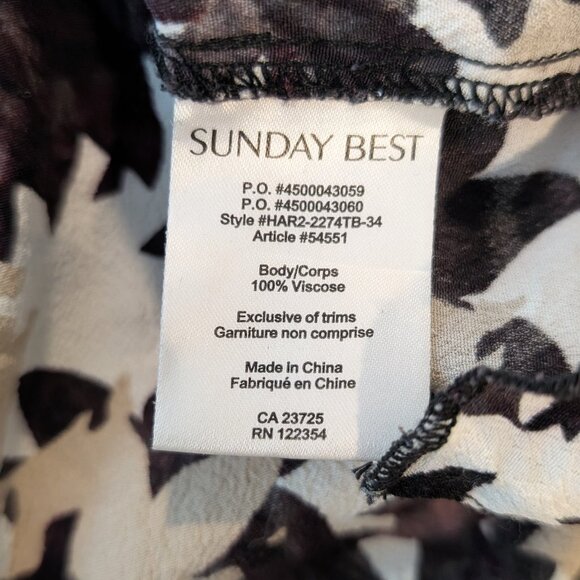 SUNDAY BEST
P.O. #4500043059
P.O. #4500043060
Style #HAR2-2274TB-34
Article #54551
Body/Corps
100% Viscose
Exclusive of trims
Garniture non comprise
Made in China
Fabriqué en Chine
CA 23725
RN 122354